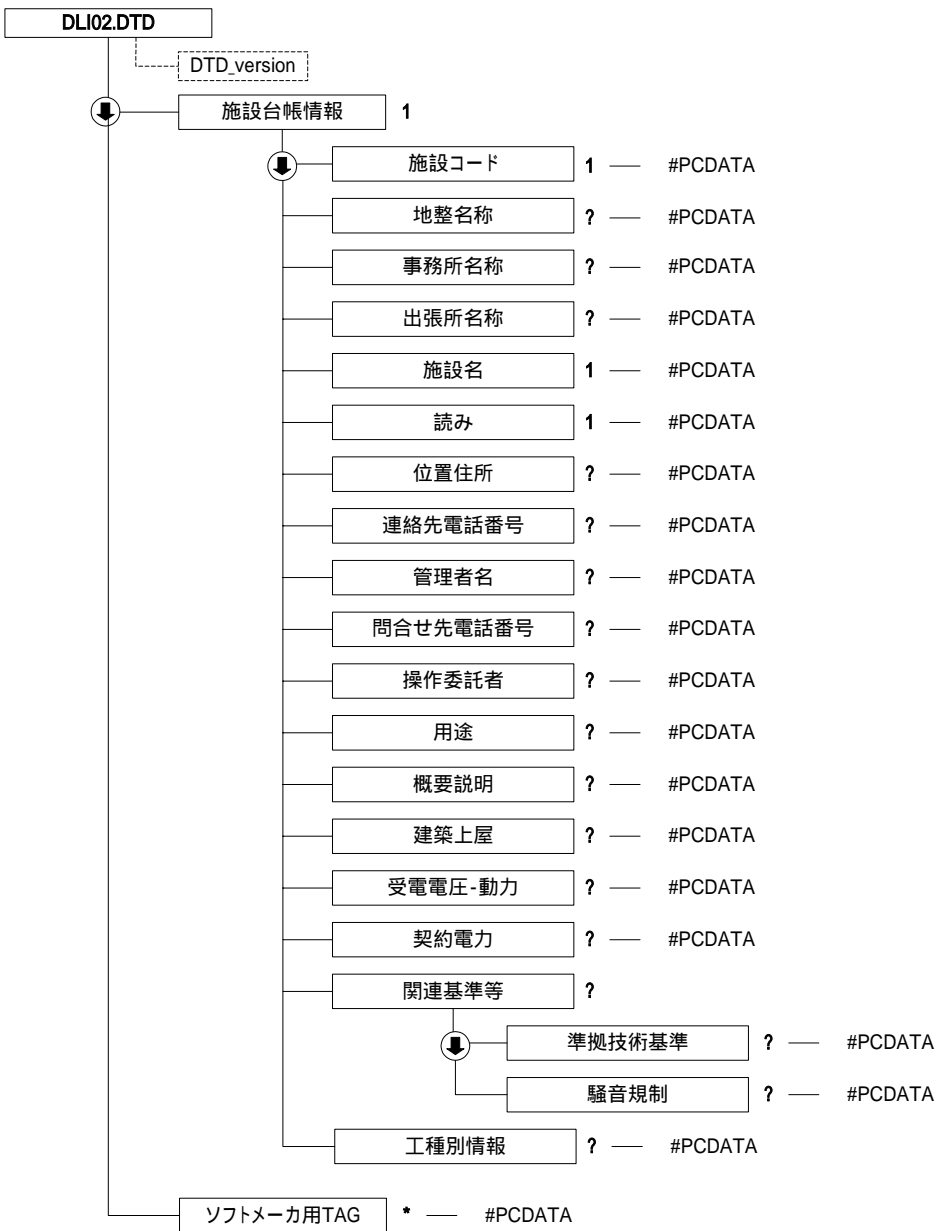 DLI02.DTD
DTD_version
施設台帳情報 1
施設コード 1 #PCDATA
地整名称 ? #PCDATA
事務所名称 ? #PCDATA
出張所名称 ? #PCDATA
施設名 1 #PCDATA
読み 1 #PCDATA
位置住所 ? #PCDATA
連絡先電話番号 ? #PCDATA
管理者名 ? #PCDATA
問合せ先電話番号 ? #PCDATA
操作委託者 ? #PCDATA
用途 ? #PCDATA
概要説明 ? #PCDATA
建築上屋 ? #PCDATA
受電電圧-動力 ? #PCDATA
契約電力 ? #PCDATA
関連基準等 ?
準拠技術基準 ? #PCDATA
騒音規制 ? #PCDATA
工種別情報 ? #PCDATA
ソフトメーカ用TAG * #PCDATA